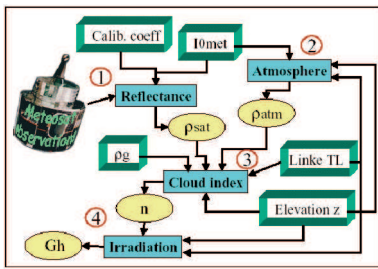 Calib. coeff
I0met
2
1
Atmosphere
Meteosat
observations
Reflectance
ρsat
ρatm
ρg
3
Linke TL
Cloud index
4
n
Elevation z
Gh
Irradiation